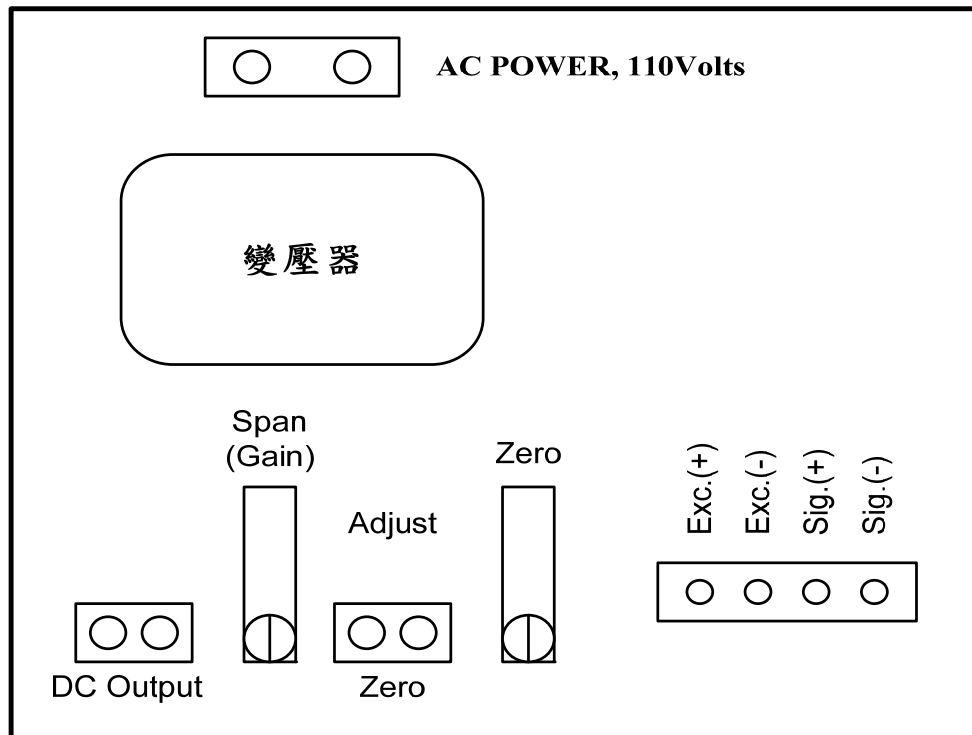 AC POWER, 110Volts
變壓器
Span
(Gain)
Zero
Adjust
Exc.(+)
Exc.(-)
Sig.(+)
Sig.(-)
DC Output
Zero